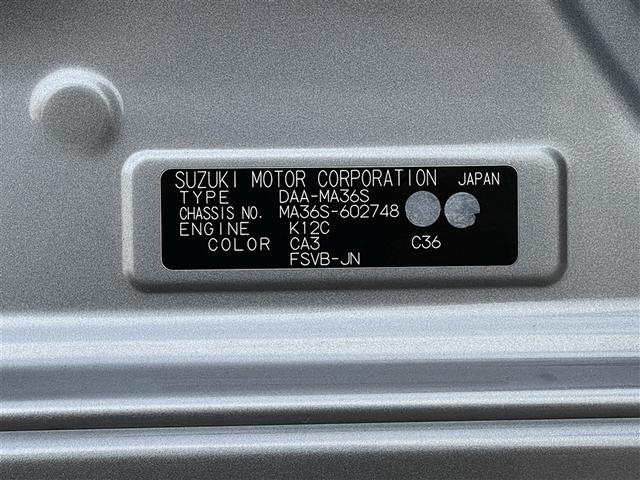 SUZUKI MOTOR CORPORATION JAPAN
TYPE DAA-MA36S
CHASSIS NO. MA36S-602748
ENGINE K12C
COLOR CA3 C36
FSVB-JN